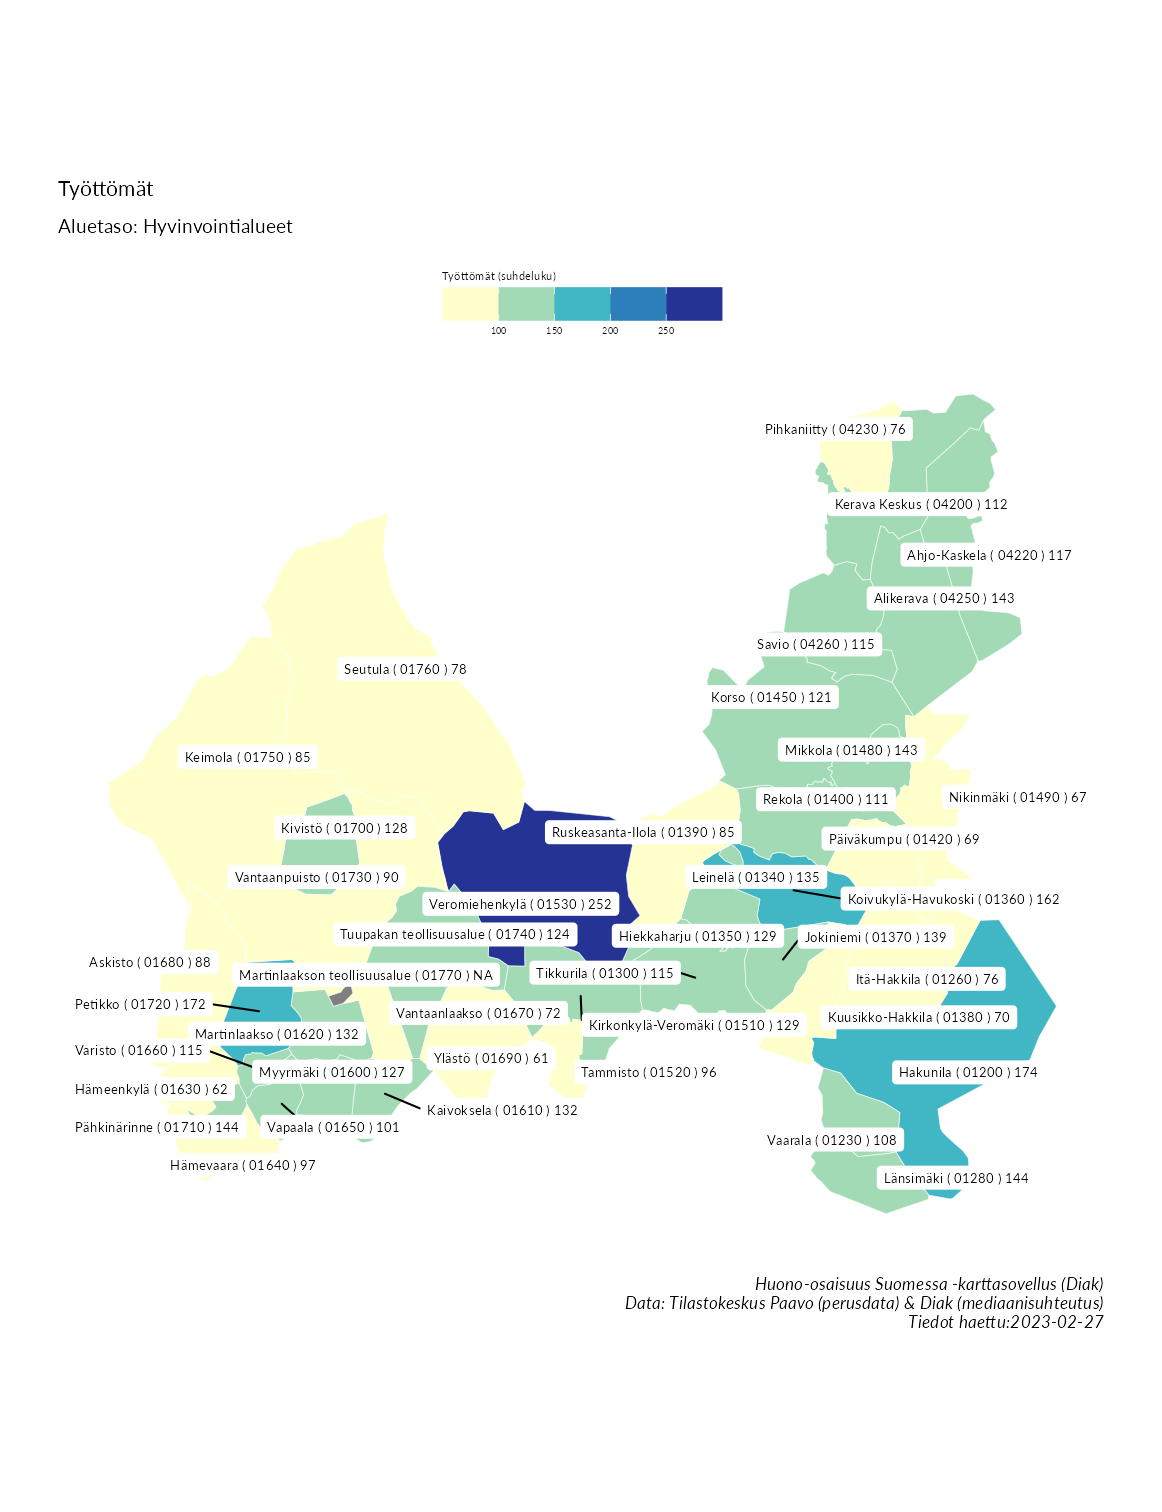 Työttömät
Aluetaso: Hyvinvointialueet
Työttömät (suhdeluku)
100 150 200 250
Pihkaniitty ( 04230 ) 76
Kerava Keskus ( 04200 ) 112
Ahjo-Kaskela ( 04220 ) 117
Alikerava ( 04250 ) 143
Savio ( 04260 ) 115
Seutula ( 01760 ) 78
Korso ( 01450 ) 121
Mikkola ( 01480 ) 143
Keimola ( 01750 ) 85
Nikinmäki ( 01490 ) 67
Rekola ( 01400 ) 111
Kivistö ( 01700 ) 128
Ruskeasanta-Ilola ( 01390 ) 85
Päiväkumpu ( 01420 ) 69
Vantaanpuisto ( 01730 ) 90
Leinelä ( 01340 ) 135
Koivukylä-Havukoski ( 01360 ) 162
Veromiehenkylä ( 01530 ) 252
Tuupakan teollisuusalue ( 01740 ) 124
Hiekkaharju ( 01350 ) 129
Jokiniemi ( 01370 ) 139
Askisto ( 01680 ) 88
Martinlaakson teollisuusalue ( 01770 ) NA
Tikkurila ( 01300 ) 115
Itä-Hakkila ( 01260 ) 76
Petikko ( 01720 ) 172
Vantaanlaakso ( 01670 ) 72
Kirkonkylä-Veromäki ( 01510 ) 129
Kuusikko-Hakkila ( 01380 ) 70
Martinlaakso ( 01620 ) 132
Varisto ( 01660 ) 115
Ylästö ( 01690 ) 61
Myyrmäki ( 01600 ) 127
Tammisto ( 01520 ) 96
Hakunila ( 01200 ) 174
Hämeenkylä ( 01630 ) 62
Kaivoksela ( 01610 ) 132
Pähkinärinne ( 01710 ) 144
Vapaala ( 01650 ) 101
Vaarala ( 01230 ) 108
Hämevaara ( 01640 ) 97
Länsimäki ( 01280 ) 144
Huono-osaisuus Suomessa -karttasovellus (Diak)
Data: Tilastokeskus Paavo (perusdata) & Diak (mediaanisuhteutus)
Tiedot haettu:2023-02-27